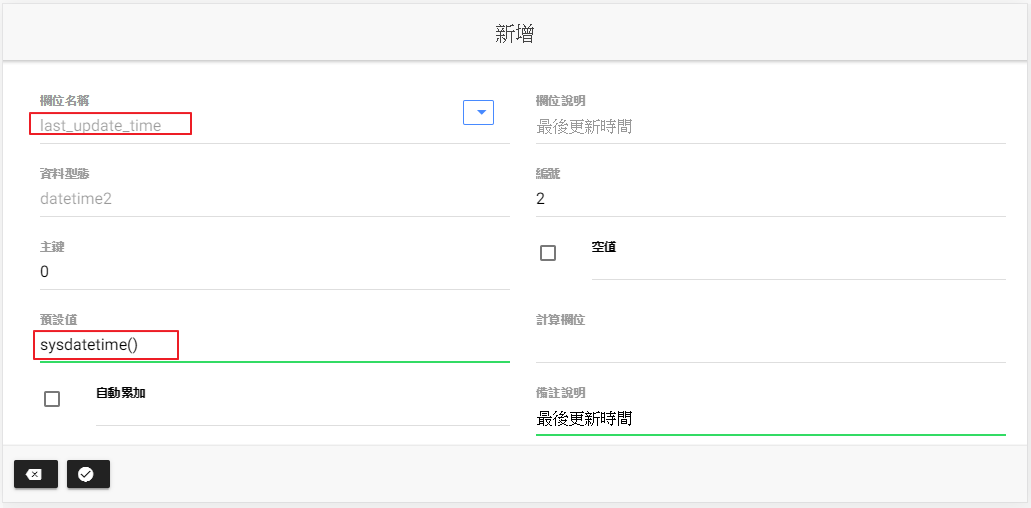 新增
欄位名稱
last_update_time
欄位說明
最後更新時間
資料型態
datetime2
編號
2
主鍵
0
空值
預設值
sysdatetime()
計算欄位
自動累加
備註說明
最後更新時間